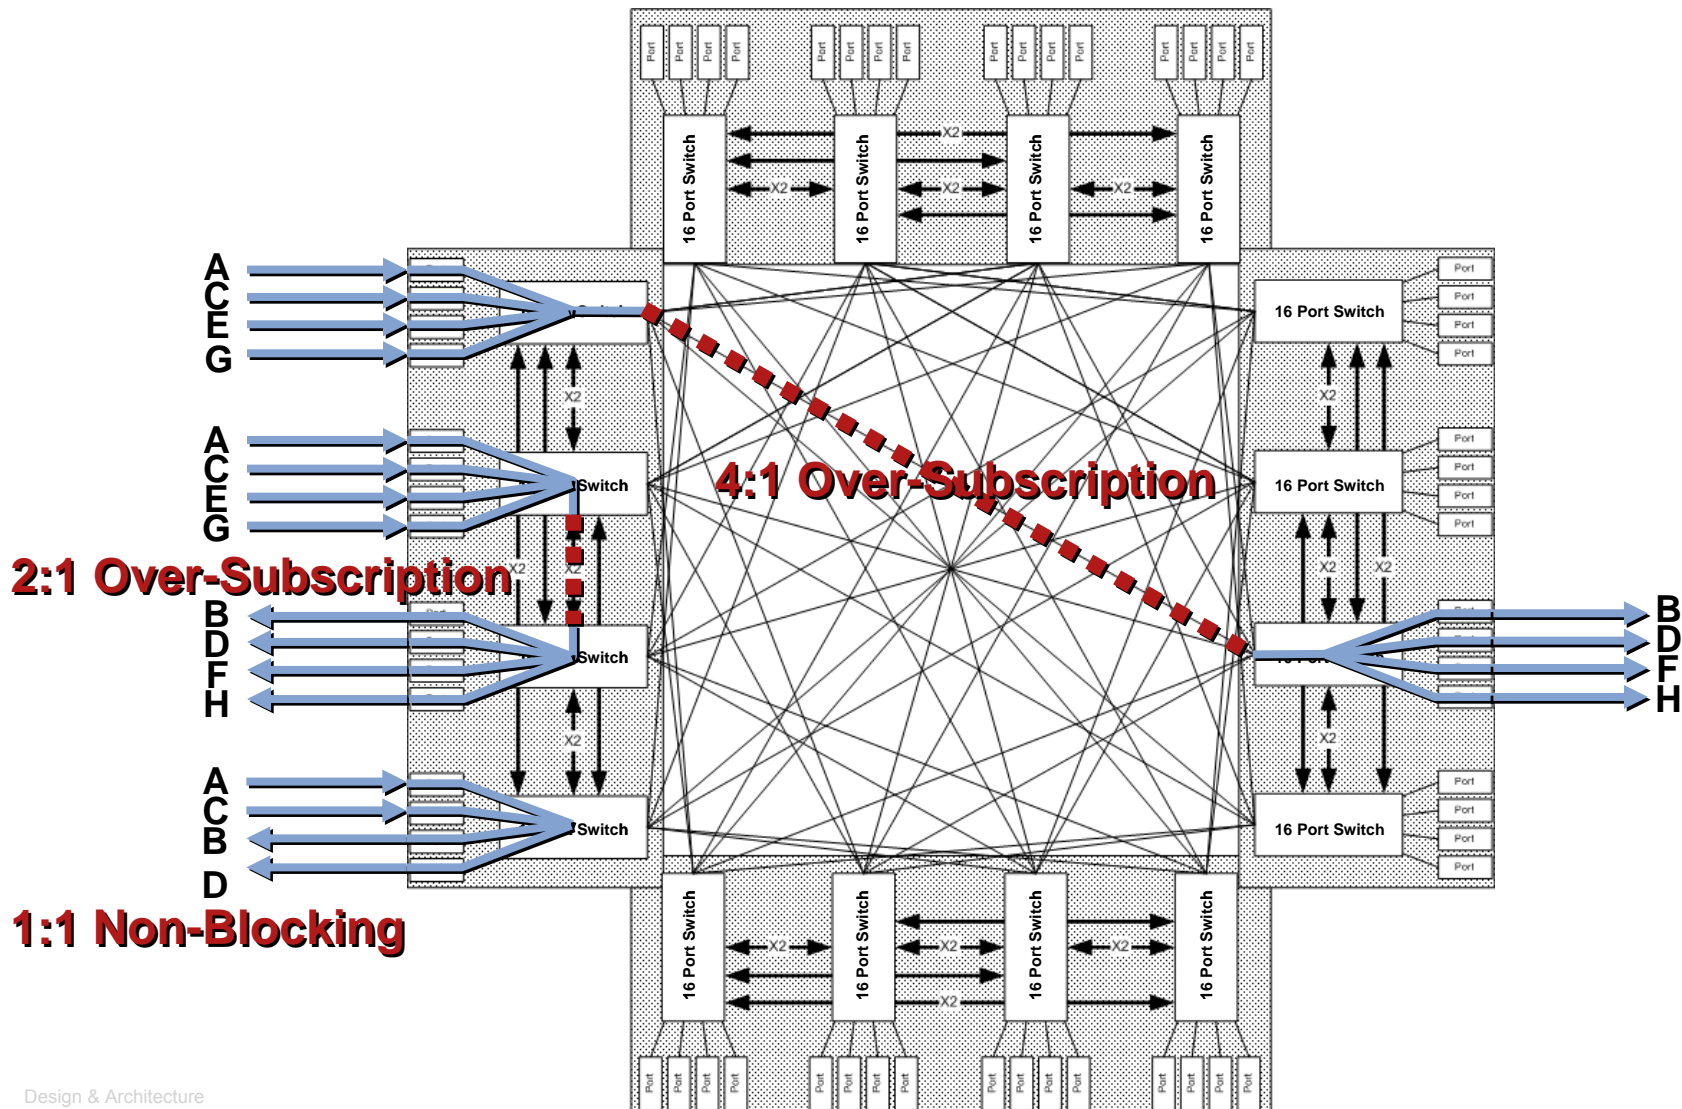 Port Port Port Port Port Port Port Port Port Port Port Port Port Port Port Port
16 Port Switch 16 Port Switch 16 Port Switch 16 Port Switch
X2
X2 X2 X2
A
C
E
G
Switch
X2
A
C
E
G
Switch
X2 X2
2:1 Over-Subscription
B
D
F
H
Switch
X2
A
C
B
D
Switch
1:1 Non-Blocking
4:1 Over-Subscription
16 Port Switch
Port
Port
Port
Port
X2
16 Port Switch
Port
Port
Port
Port
X2 X2
16 Port Switch
B
D
F
H
X2
16 Port Switch
Port
Port
Port
Port
16 Port Switch 16 Port Switch 16 Port Switch 16 Port Switch
X2 X2 X2
X2
Port Port Port Port Port Port Port Port Port Port Port Port Port Port Port Port
Design & Architecture